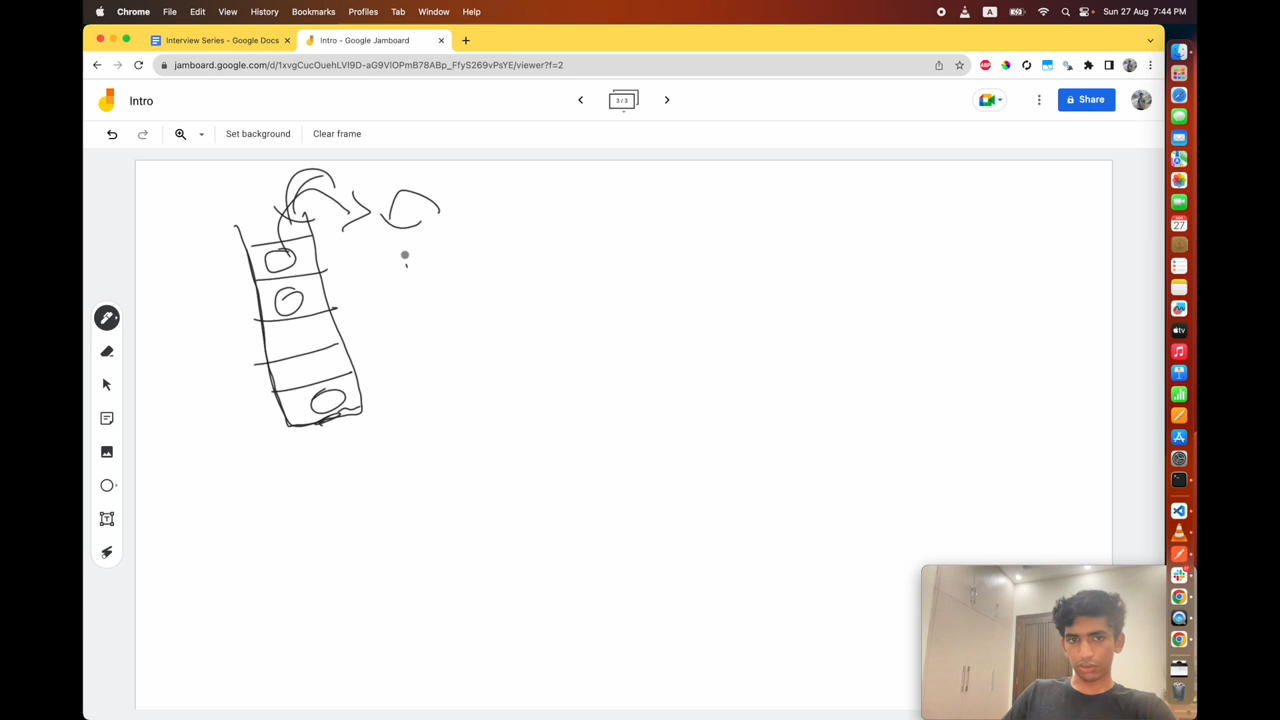 Chrome File Edit View History Bookmarks Profiles Tab Window Help
A
Sun 27 Aug 7:44 PM
Interview Series - Google Docs
Intro - Google Jamboard
jamboard.google.com/d/1xvgCucOuehLVI9D-aG9VlOPmB78ABp_FfyS269vPsYE/viewer?f=2
Intro
3 / 3
Share
Set background
Clear frame